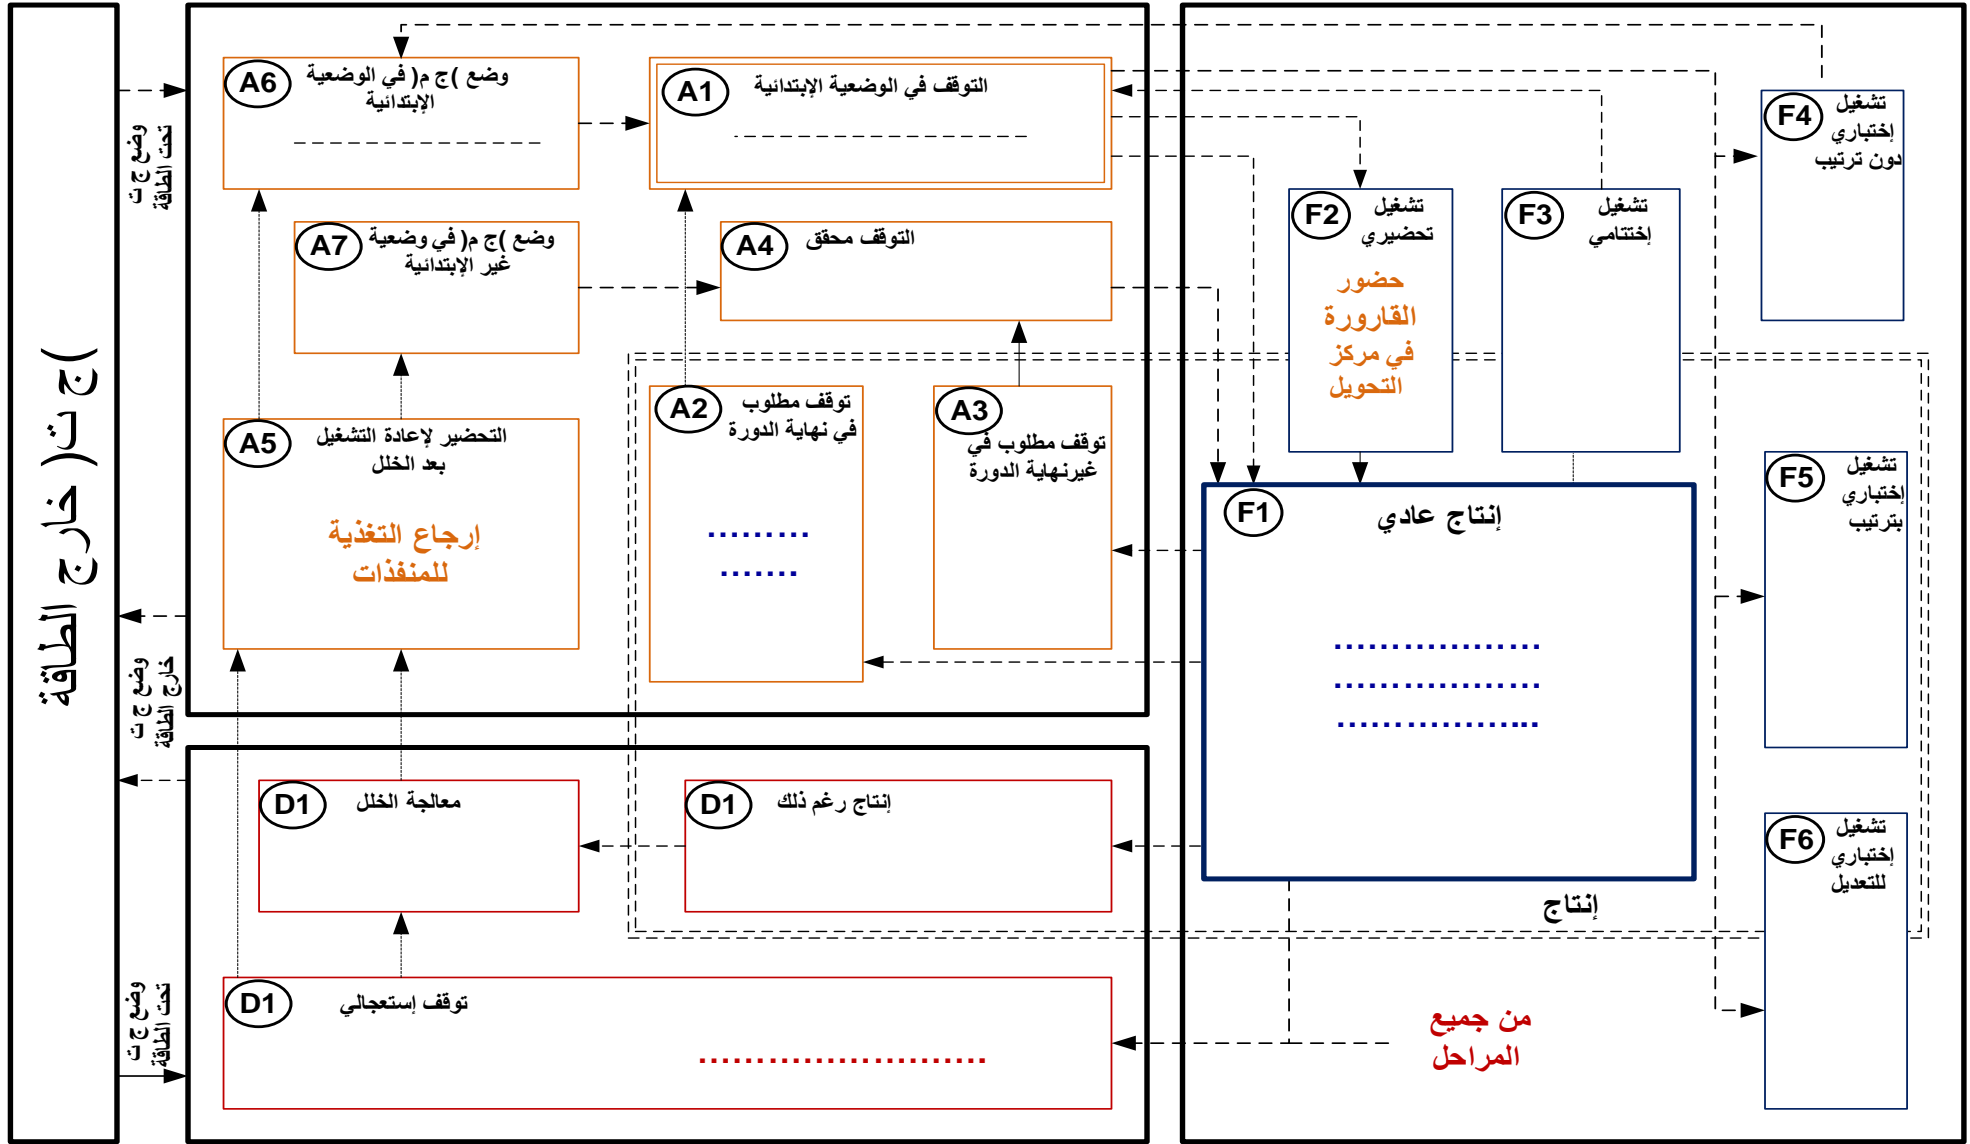 )ج ت( خارج الطاقة
وضع ج ت
تحت الطاقة
وضع ج ت
خارج الطاقة
وضع ج ت
تحت الطاقة
A6
وضع )ج م( في الوضعية
الإبتدائية
A1
التوقف في الوضعية الإبتدائية
A7
وضع )ج م( في وضعية
غير الإبتدائية
A4
التوقف محقق
A5
التحضير لإعادة التشغيل
بعد الخلل
إرجاع التغذية
للمنفذات
A2
توقف مطلوب
في نهاية الدورة
.........
.......
A3
توقف مطلوب في
غيرنهاية الدورة
F4
تشغيل
إختباري
دون ترتيب
F2
تشغيل
تحضيري
حضور
القارورة
في مركز
التحويل
F3
تشغيل
إختتامي
F1
إنتاج عادي
..................
..................
..................
F5
تشغيل
إختباري
بترتيب
F6
تشغيل
إختباري
للتعديل
إنتاج
D1
معالجة الخلل
D1
إنتاج رغم ذلك
D1
توقف إستعجالي
........................
من جميع
المراحل